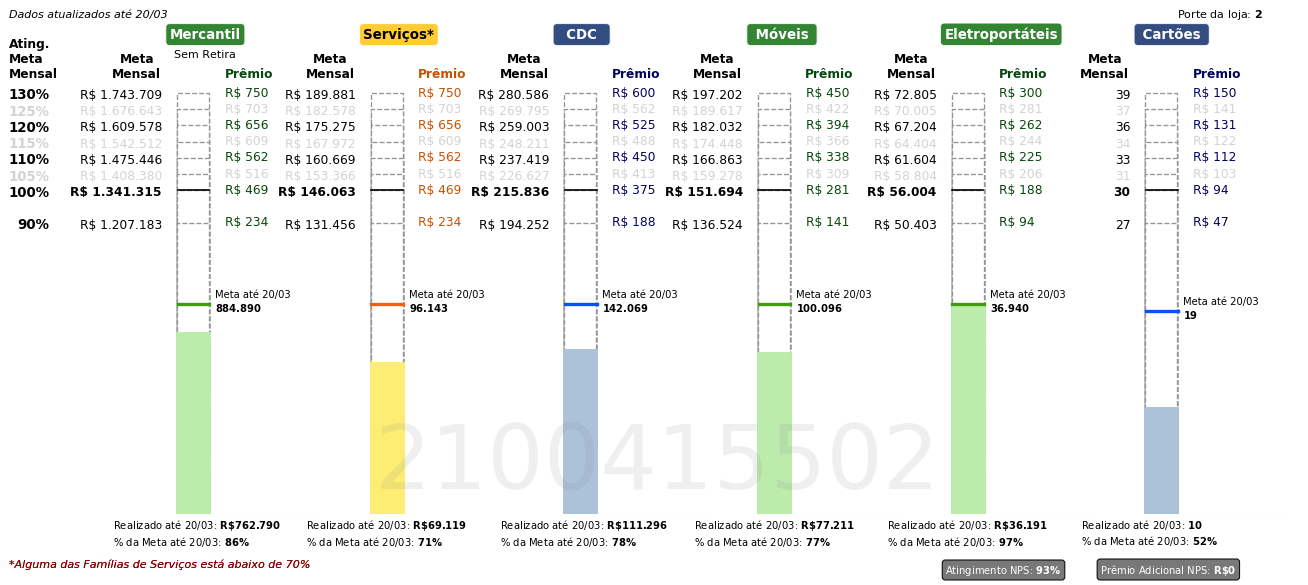 Dados atualizados até 20/03 Porte da loja: 2
Mercantil Serviços* CDC Móveis Eletroportáteis Cartões
Ating. Meta Mensal
Sem Retira
Meta Mensal Prêmio Meta Mensal Prêmio Meta Mensal Prêmio Meta Mensal Prêmio Meta Mensal Prêmio Meta Mensal Prêmio
130% R$ 1.743.709 R$ 750 R$ 189.881 R$ 750 R$ 280.586 R$ 600 R$ 197.202 R$ 450 R$ 72.805 R$ 300 39 R$ 150
125% R$ 1.676.643 R$ 703 R$ 182.578 R$ 703 R$ 269.795 R$ 562 R$ 189.617 R$ 422 R$ 70.005 R$ 281 37 R$ 141
120% R$ 1.609.578 R$ 656 R$ 175.275 R$ 656 R$ 259.003 R$ 525 R$ 182.032 R$ 394 R$ 67.204 R$ 262 36 R$ 131
115% R$ 1.542.512 R$ 609 R$ 167.972 R$ 609 R$ 248.211 R$ 488 R$ 174.448 R$ 366 R$ 64.404 R$ 244 34 R$ 122
110% R$ 1.475.446 R$ 562 R$ 160.669 R$ 562 R$ 237.419 R$ 450 R$ 166.863 R$ 338 R$ 61.604 R$ 225 33 R$ 112
105% R$ 1.408.380 R$ 516 R$ 153.366 R$ 516 R$ 226.627 R$ 413 R$ 159.278 R$ 309 R$ 58.804 R$ 206 31 R$ 103
100% R$ 1.341.315 R$ 469 R$ 146.063 R$ 469 R$ 215.836 R$ 375 R$ 151.694 R$ 281 R$ 56.004 R$ 188 30 R$ 94
90% R$ 1.207.183 R$ 234 R$ 131.456 R$ 234 R$ 194.252 R$ 188 R$ 136.524 R$ 141 R$ 50.403 R$ 94 27 R$ 47
Meta até 20/03 Meta até 20/03 Meta até 20/03 Meta até 20/03 Meta até 20/03 Meta até 20/03
884.890 96.143 142.069 100.096 36.940 19
2100415502
Realizado até 20/03: R$762.790 Realizado até 20/03: R$69.119 Realizado até 20/03: R$111.296 Realizado até 20/03: R$77.211 Realizado até 20/03: R$36.191 Realizado até 20/03: 10
% da Meta até 20/03: 86% % da Meta até 20/03: 71% % da Meta até 20/03: 78% % da Meta até 20/03: 77% % da Meta até 20/03: 97% % da Meta até 20/03: 52%
*Alguma das Famílias de Serviços está abaixo de 70% Atingimento NPS: 93% Prêmio Adicional NPS: R$0